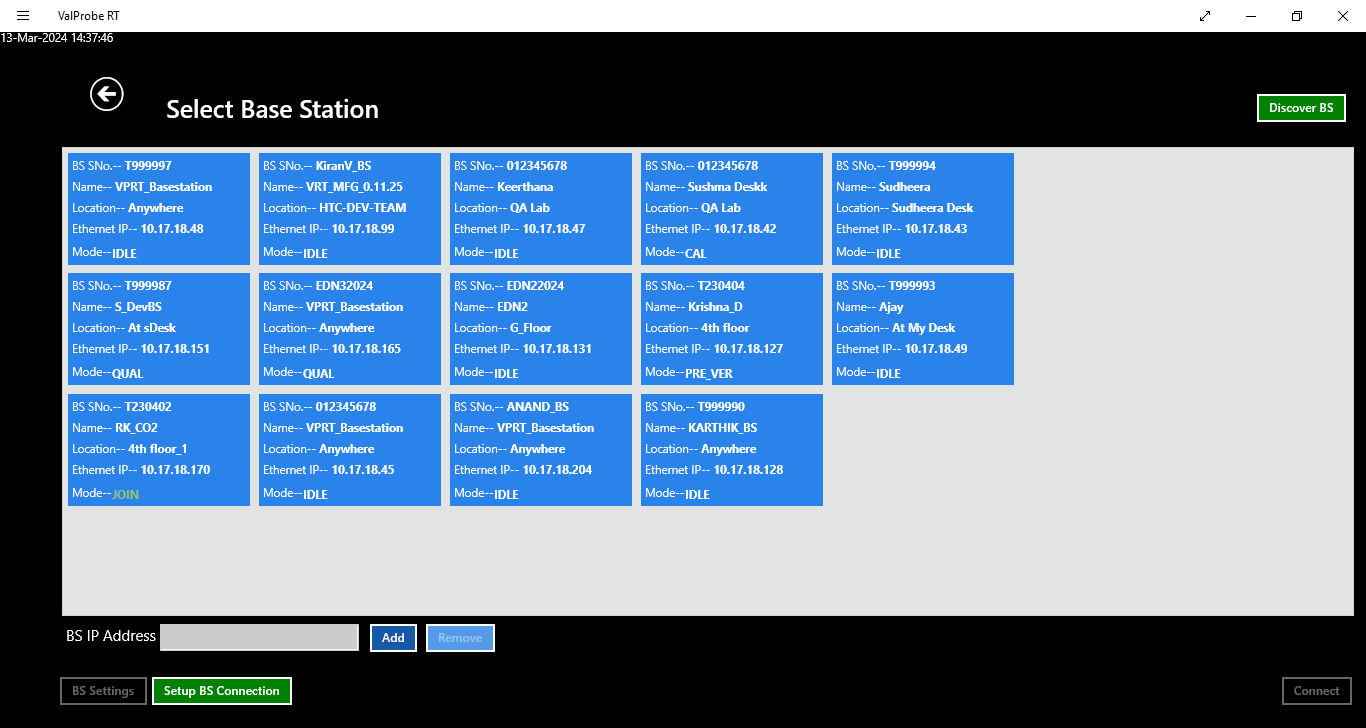 ValProbe RT
13-Mar-2024 14:37:46
Select Base Station
Discover BS
BS SNo.-- T999997
Name-- VPRT_Basestation
Location-- Anywhere
Ethernet IP-- 10.17.18.48
Mode--IDLE
BS SNo.-- KiranV_BS
Name-- VRT_MFG_0.11.25
Location-- HTC-DEV-TEAM
Ethernet IP-- 10.17.18.99
Mode--IDLE
BS SNo.-- 012345678
Name-- Keerthana
Location-- QA Lab
Ethernet IP-- 10.17.18.47
Mode--IDLE
BS SNo.-- 012345678
Name-- Sushma Deskk
Location-- QA Lab
Ethernet IP-- 10.17.18.42
Mode--CAL
BS SNo.-- T999994
Name-- Sudheera
Location-- Sudheera Desk
Ethernet IP-- 10.17.18.43
Mode--IDLE
BS SNo.-- T999987
Name-- S_DevBS
Location-- At sDesk
Ethernet IP-- 10.17.18.151
Mode--QUAL
BS SNo.-- EDN32024
Name-- VPRT_Basestation
Location-- Anywhere
Ethernet IP-- 10.17.18.165
Mode--QUAL
BS SNo.-- EDN22024
Name-- EDN2
Location-- G_Floor
Ethernet IP-- 10.17.18.131
Mode--IDLE
BS SNo.-- T230404
Name-- Krishna_D
Location-- 4th floor
Ethernet IP-- 10.17.18.127
Mode--PRE_VER
BS SNo.-- T999993
Name-- Ajay
Location-- At My Desk
Ethernet IP-- 10.17.18.49
Mode--IDLE
BS SNo.-- T230402
Name-- RK_CO2
Location-- 4th floor_1
Ethernet IP-- 10.17.18.170
Mode--JOIN
BS SNo.-- 012345678
Name-- VPRT_Basestation
Location-- Anywhere
Ethernet IP-- 10.17.18.45
Mode--IDLE
BS SNo.-- ANAND_BS
Name-- VPRT_Basestation
Location-- Anywhere
Ethernet IP-- 10.17.18.204
Mode--IDLE
BS SNo.-- T999990
Name-- KARTHIK_BS
Location-- Anywhere
Ethernet IP-- 10.17.18.128
Mode--IDLE
BS IP Address
Add
Remove
BS Settings
Setup BS Connection
Connect